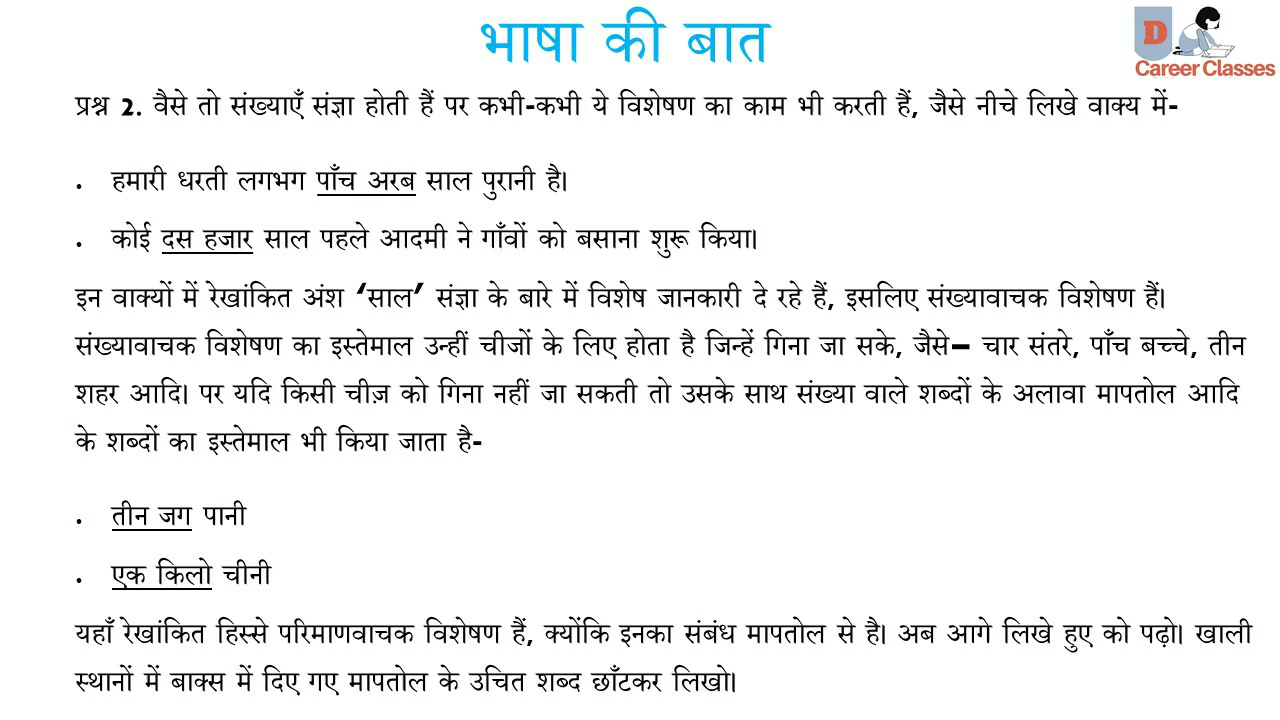 भाषा की बात
D
Career Classes
प्रश्न 2. वैसे तो संख्याएँ संज्ञा होती हैं पर कभी-कभी ये विशेषण का काम भी करती हैं, जैसे नीचे लिखे वाक्य में-
. हमारी धरती लगभग पाँच अरब साल पुरानी है।
. कोई दस हजार साल पहले आदमी ने गाँवों को बसाना शुरू किया।
इन वाक्यों में रेखांकित अंश ‘साल’ संज्ञा के बारे में विशेष जानकारी दे रहे हैं, इसलिए संख्यावाचक विशेषण हैं।
संख्यावाचक विशेषण का इस्तेमाल उन्हीं चीजों के लिए होता है जिन्हें गिना जा सके, जैसे– चार संतरे, पाँच बच्चे, तीन
शहर आदि। पर यदि किसी चीज़ को गिना नहीं जा सकती तो उसके साथ संख्या वाले शब्दों के अलावा मापतोल आदि
के शब्दों का इस्तेमाल भी किया जाता है-
. तीन जग पानी
. एक किलो चीनी
यहाँ रेखांकित हिस्से परिमाणवाचक विशेषण हैं, क्योंकि इनका संबंध मापतोल से है। अब आगे लिखे हुए को पढ़ो। खाली
स्थानों में बाक्स में दिए गए मापतोल के उचित शब्द छाँटकर लिखो।